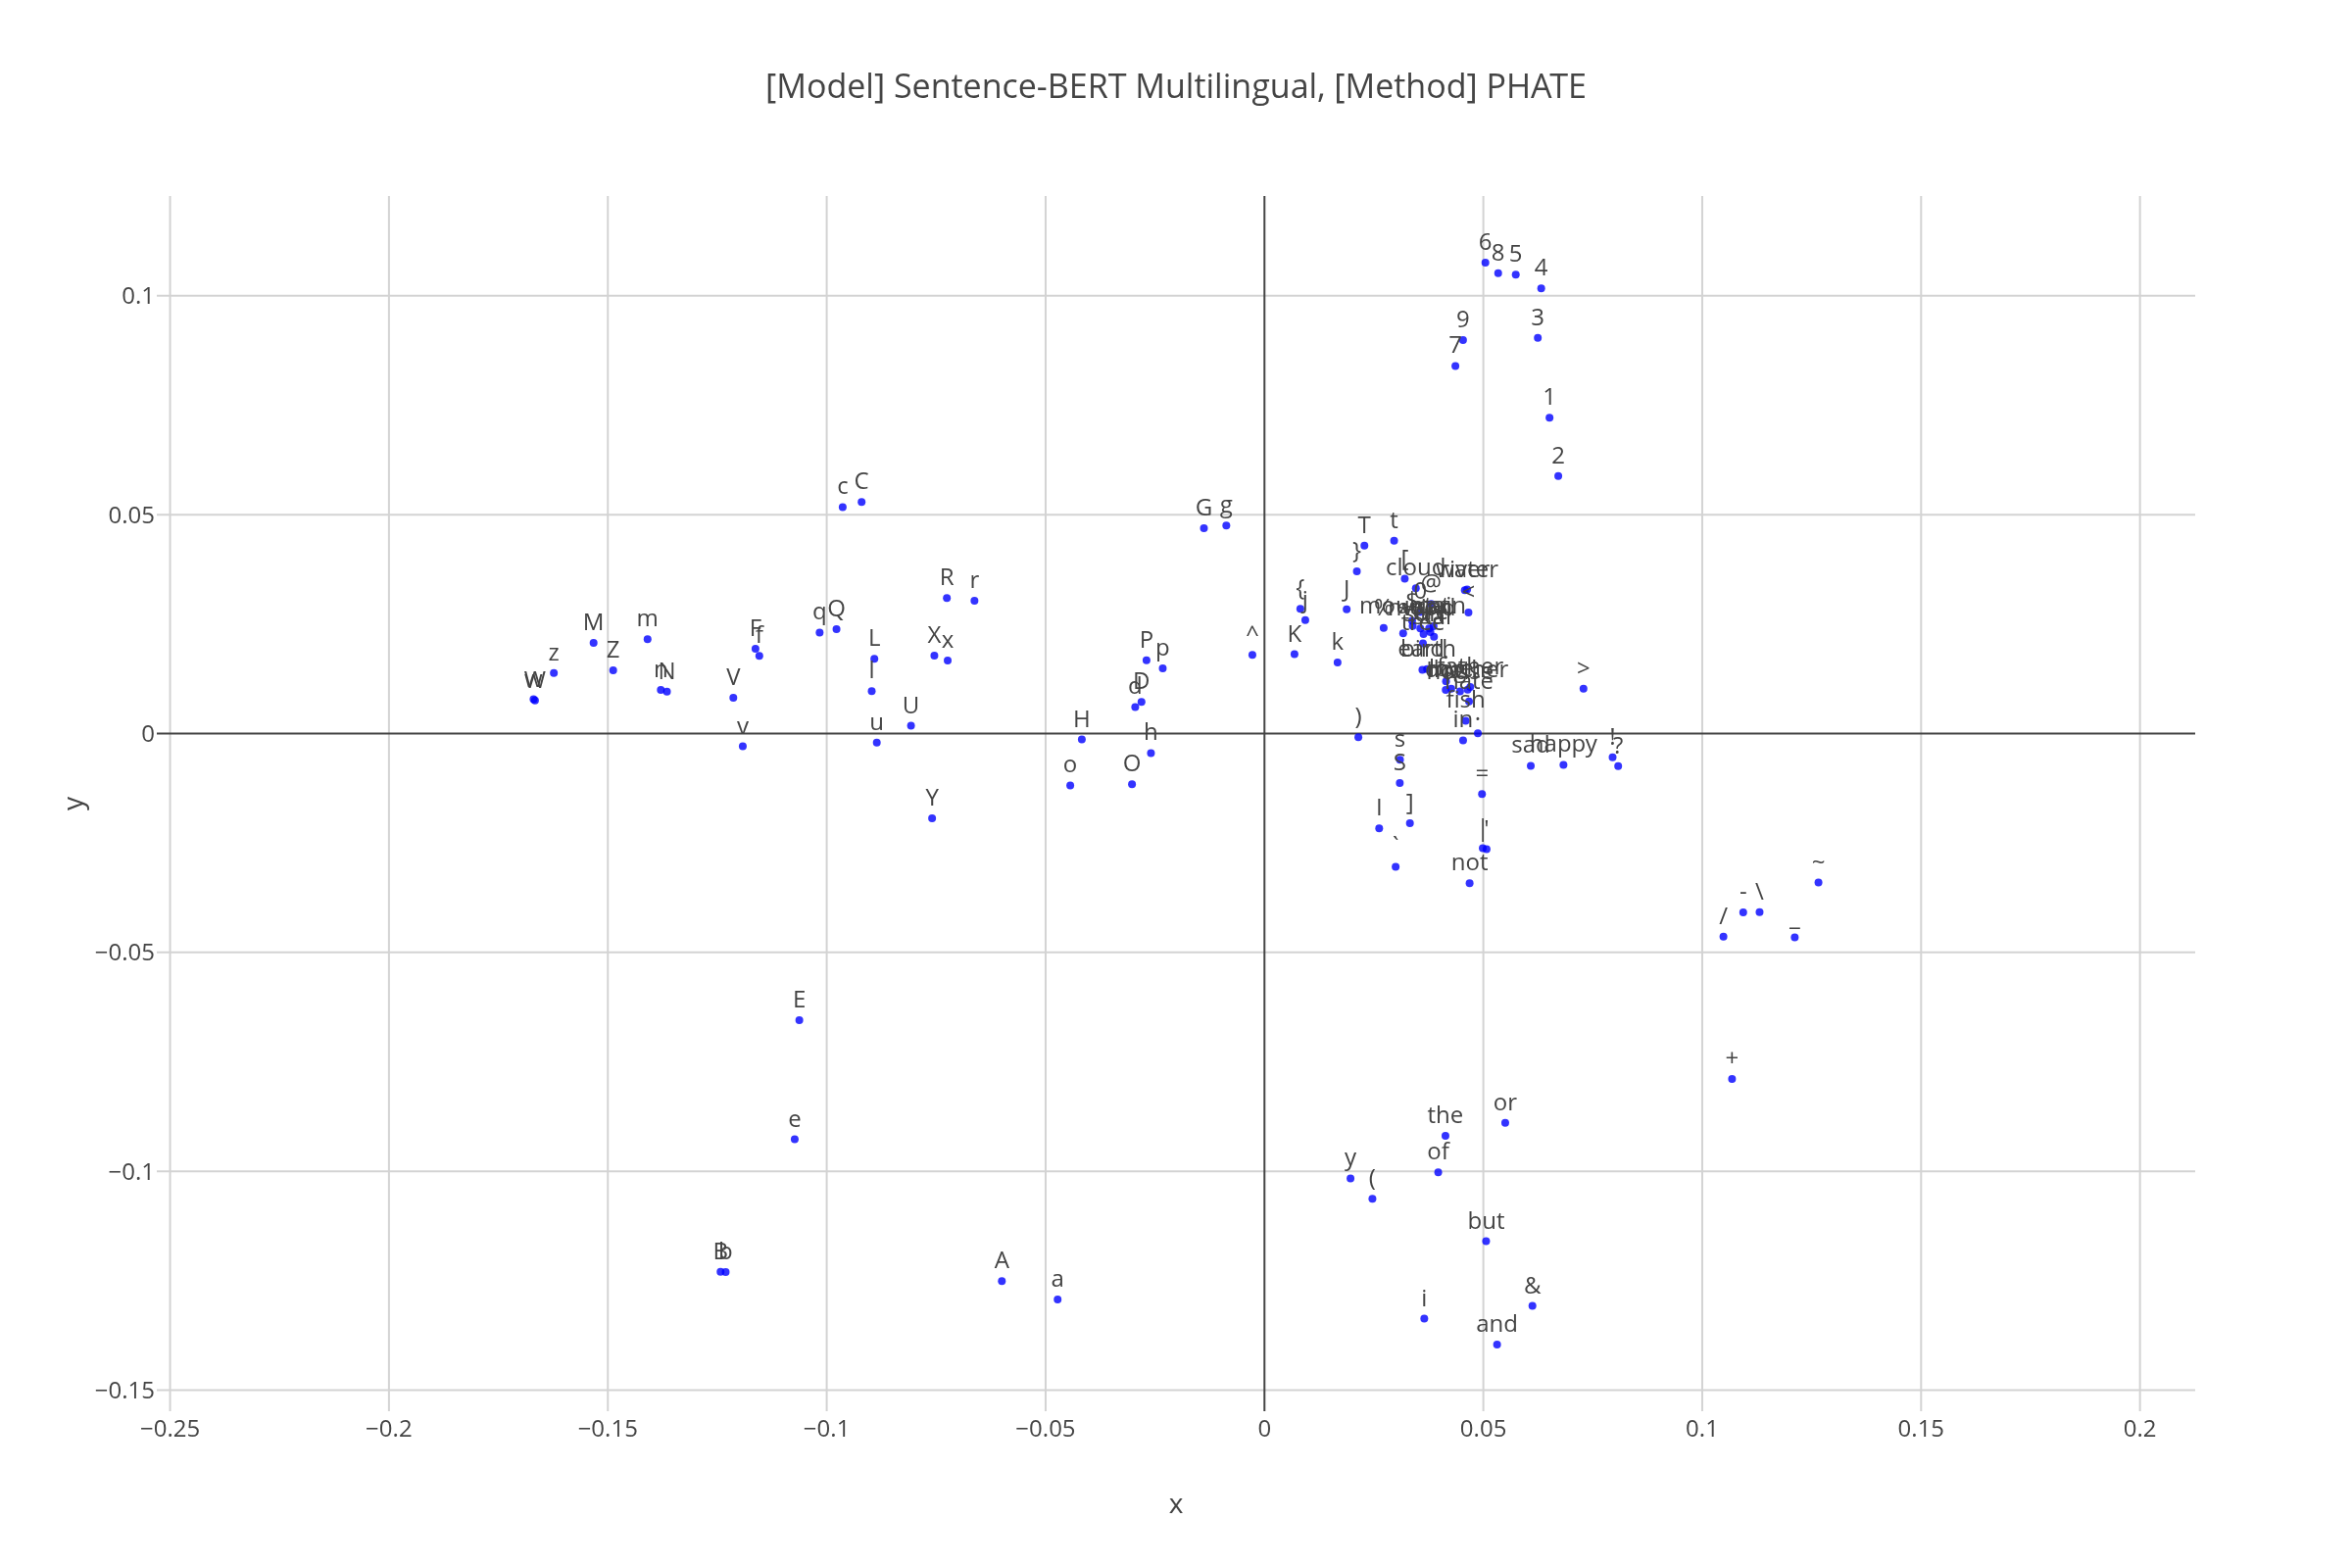 [Model] Sentence-BERT Multilingual, [Method] PHATE
6
8
5
4
0.1
9
3
7
1
2
c
C
0.05
G
g
T
t
}
[
cloud
water
R
r
@
{
j
J
<
M
m
q
Q
F
f
L
X
x
P
p
^
K
k
z
Z
n
N
V
l
d
D
>
W
U
H
h
fish
in
)
0
v
u
o
O
s
S
sad
happy
!
?
=
Y
I
]
|
'
`
not
y
~
-
\
/
_
−0.05
E
+
e
the
or
of
−0.1
y
(
but
B
b
A
a
i
&
and
−0.15
−0.25
−0.2
−0.15
−0.1
−0.05
0
0.05
0.1
0.15
0.2
x